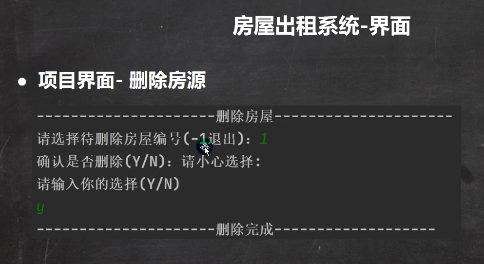 房屋出租系统-界面
● 项目界面- 删除房源
---------------------删除房屋---------------------
请选择待删除房屋编号(-1退出)：1
确认是否删除(Y/N)：请小心选择：
请输入你的选择(Y/N)
y
---------------------删除完成-------------------